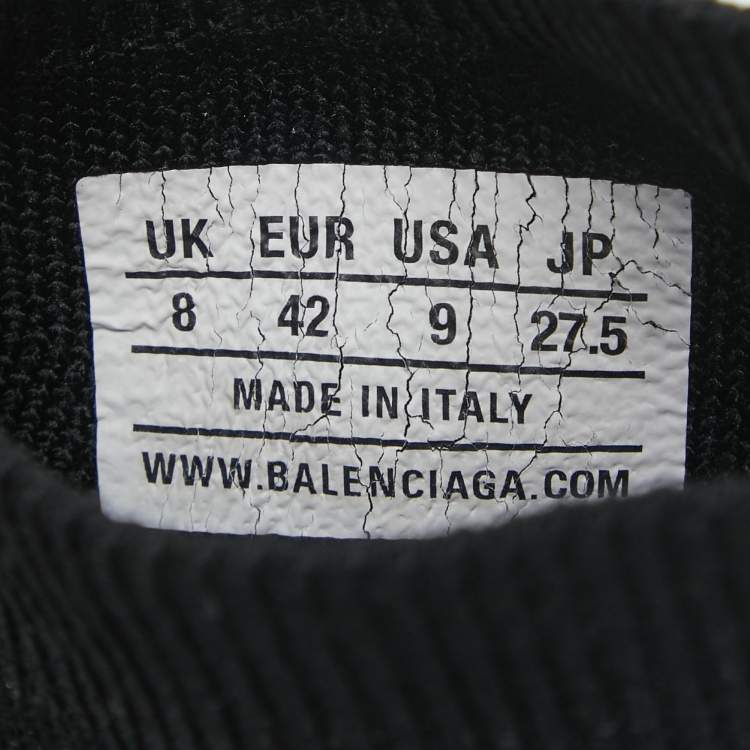 UK EUR USA JP
8 42 9 27.5
MADE IN ITALY
WWW.BALENCIAGA.COM